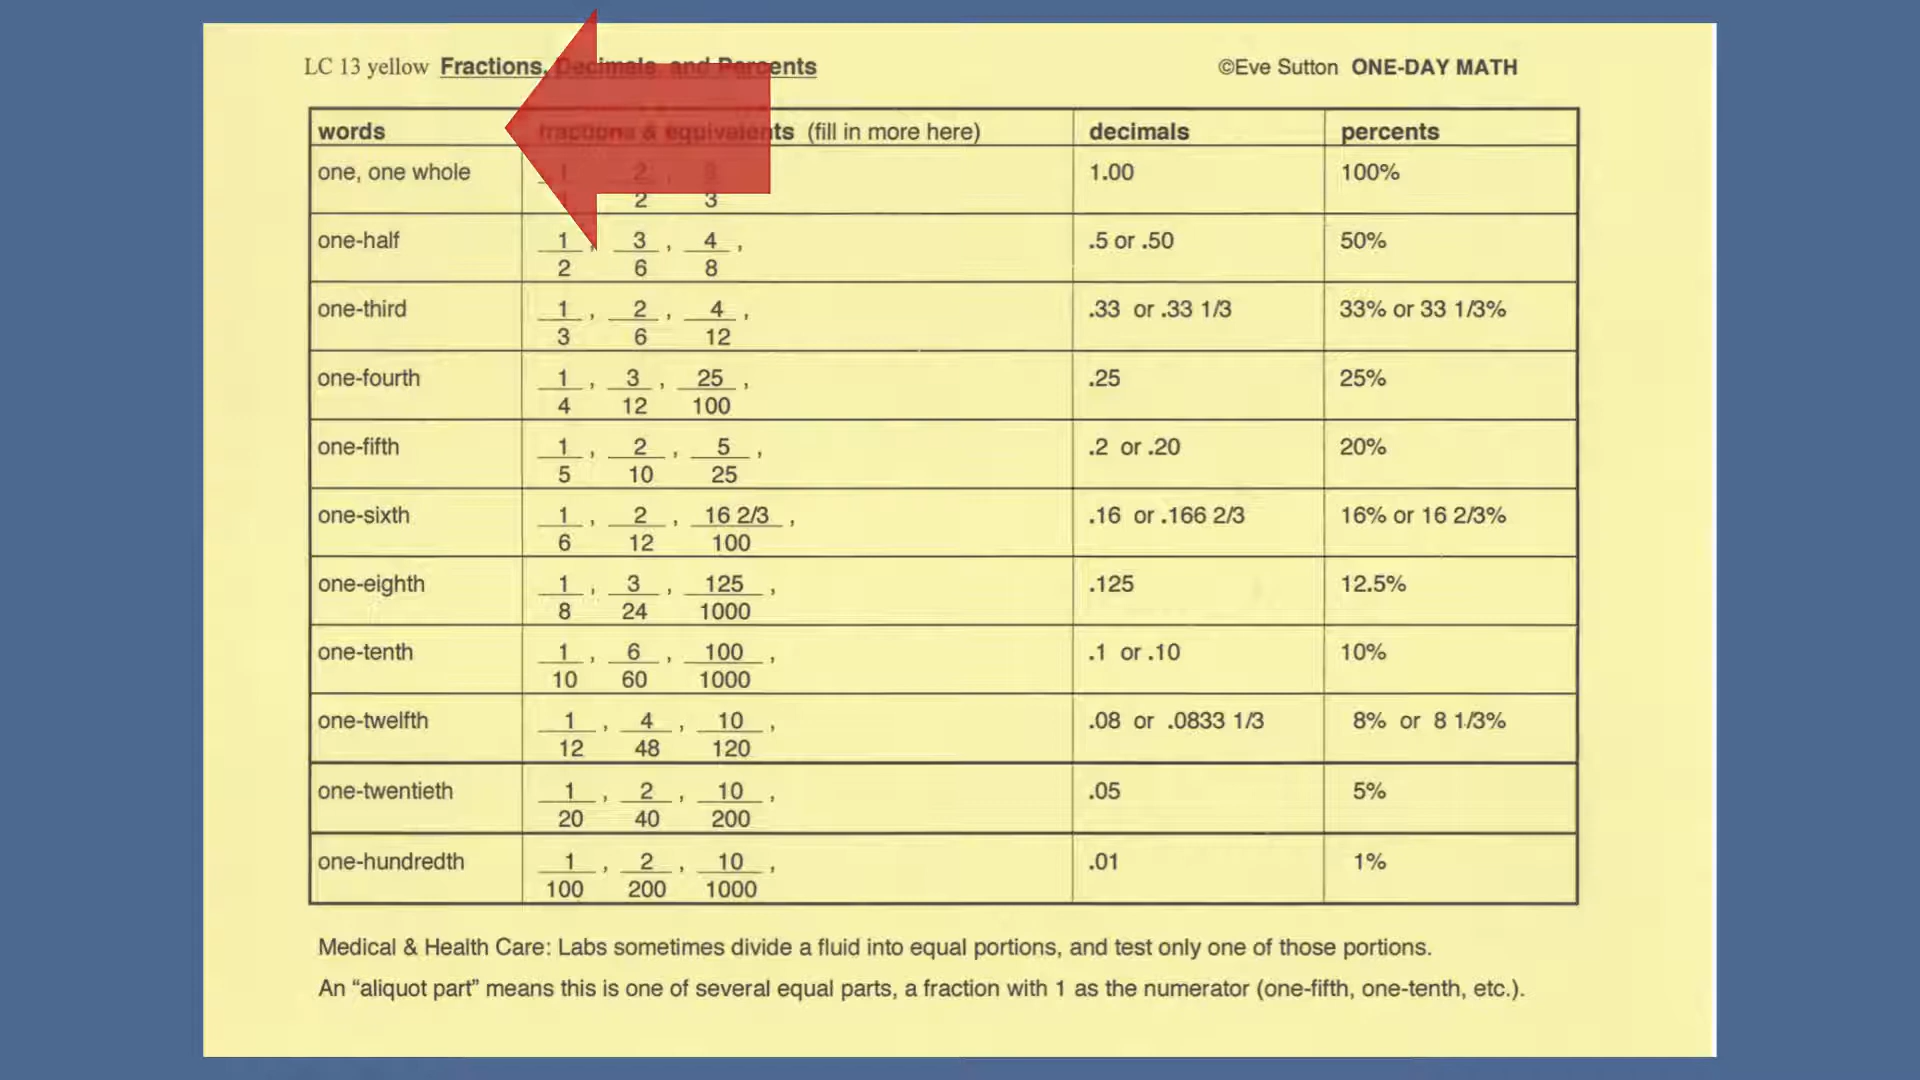 LC 13 yellow Fractions, Decimals, and Percents ©Eve Sutton ONE-DAY MATH
words fractions & equivalents (fill in more here) decimals percents
one, one whole 1 2 , 3 1.00 100%
1 2 3
one-half 1 , 3 , 4 , .5 or .50 50%
2 6 8
one-third 1 , 2 , 4 , .33 or .33 1/3 33% or 33 1/3%
3 6 12
one-fourth 1 , 3 , 25 , .25 25%
4 12 100
one-fifth 1 , 2 , 5 , .2 or .20 20%
5 10 25
one-sixth 1 , 2 , 16 2/3 , .16 or .166 2/3 16% or 16 2/3%
6 12 100
one-eighth 1 , 3 , 125 , .125 12.5%
8 24 1000
one-tenth 1 , 6 , 100 , .1 or .10 10%
10 60 1000
one-twelfth 1 , 4 , 10 , .08 or .0833 1/3 8% or 8 1/3%
12 48 120
one-twentieth 1 , 2 , 10 , .05 5%
20 40 200
one-hundredth 1 , 2 , 10 , .01 1%
100 200 1000
Medical & Health Care: Labs sometimes divide a fluid into equal portions, and test only one of those portions.
An “aliquot part” means this is one of several equal parts, a fraction with 1 as the numerator (one-fifth, one-tenth, etc.).